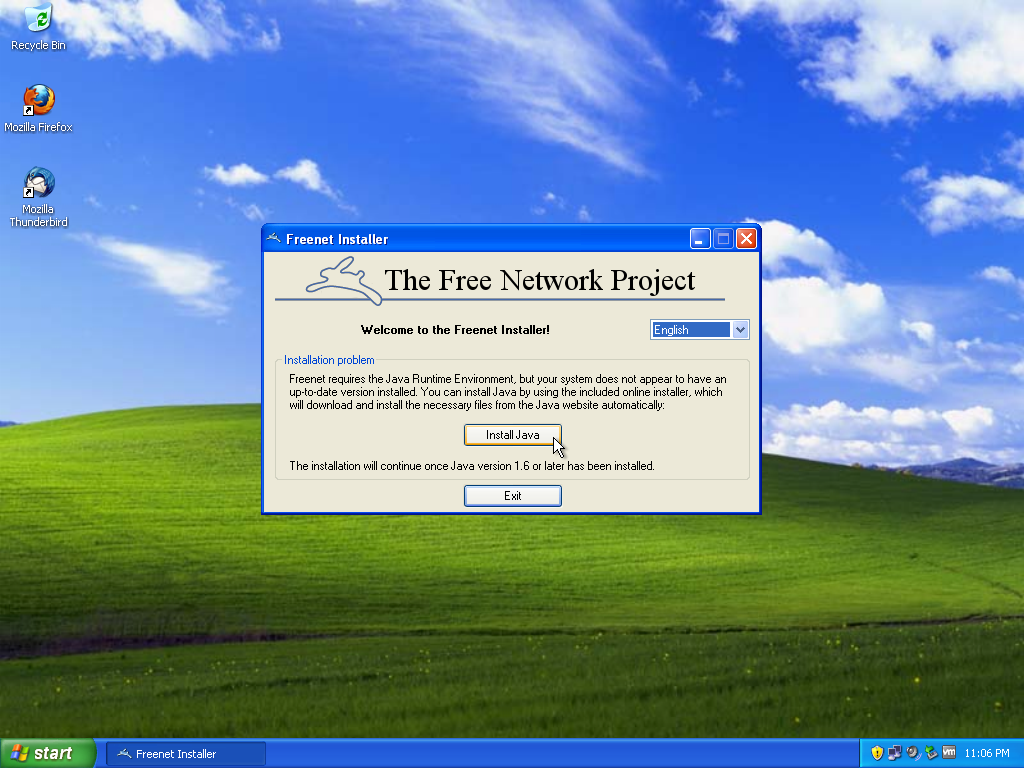 Recycle Bin
Mozilla Firefox
Mozilla
Thunderbird
Freenet Installer
The Free Network Project
Welcome to the Freenet Installer!
English
Installation problem
Freenet requires the Java Runtime Environment, but your system does not appear to have an
up-to-date version installed. You can install Java by using the included online installer, which
will download and install the necessary files from the Java website automatically:
Install Java
The installation will continue once Java version 1.6 or later has been installed.
Exit
start
Freenet Installer
vm
11:06 PM